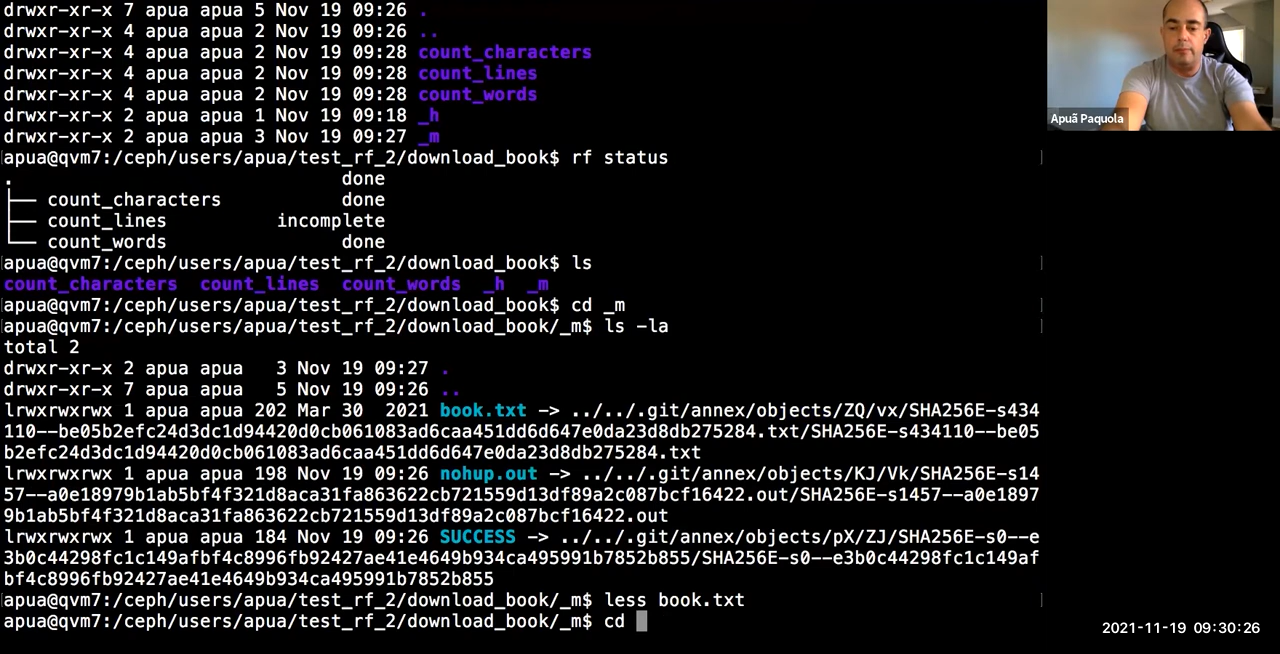 drwxr-xr-x 7 apua apua 5 Nov 19 09:26 .
drwxr-xr-x 4 apua apua 2 Nov 19 09:26 ..
drwxr-xr-x 4 apua apua 2 Nov 19 09:28 count_characters
drwxr-xr-x 4 apua apua 2 Nov 19 09:28 count_lines
drwxr-xr-x 4 apua apua 2 Nov 19 09:28 count_words
drwxr-xr-x 2 apua apua 1 Nov 19 09:18 _h
drwxr-xr-x 2 apua apua 3 Nov 19 09:27 _m
apua@qvm7:/ceph/users/apua/test_rf_2/download_book$ rf status
.                               done
├── count_characters            done
├── count_lines           incomplete
└── count_words                 done
apua@qvm7:/ceph/users/apua/test_rf_2/download_book$ ls
count_characters  count_lines  count_words  _h  _m
apua@qvm7:/ceph/users/apua/test_rf_2/download_book$ cd _m
apua@qvm7:/ceph/users/apua/test_rf_2/download_book/_m$ ls -la
total 2
drwxr-xr-x 2 apua apua   3 Nov 19 09:27 .
drwxr-xr-x 7 apua apua   5 Nov 19 09:26 ..
lrwxrwxrwx 1 apua apua 202 Mar 30  2021 book.txt -> ../../.git/annex/objects/ZQ/vx/SHA256E-s434
110--be05b2efc24d3dc1d94420d0cb061083ad6caa451dd6d647e0da23d8db275284.txt/SHA256E-s434110--be05
b2efc24d3dc1d94420d0cb061083ad6caa451dd6d647e0da23d8db275284.txt
lrwxrwxrwx 1 apua apua 198 Nov 19 09:26 nohup.out -> ../../.git/annex/objects/KJ/Vk/SHA256E-s14
57--a0e18979b1ab5bf4f321d8aca31fa863622cb721559d13df89a2c087bcf16422.out/SHA256E-s1457--a0e1897
9b1ab5bf4f321d8aca31fa863622cb721559d13df89a2c087bcf16422.out
lrwxrwxrwx 1 apua apua 184 Nov 19 09:26 SUCCESS -> ../../.git/annex/objects/pX/ZJ/SHA256E-s0--e
3b0c44298fc1c149afbf4c8996fb92427ae41e4649b934ca495991b7852b855/SHA256E-s0--e3b0c44298fc1c149af
bf4c8996fb92427ae41e4649b934ca495991b7852b855
apua@qvm7:/ceph/users/apua/test_rf_2/download_book/_m$ less book.txt
apua@qvm7:/ceph/users/apua/test_rf_2/download_book/_m$ cd
Apuã Paquola
2021-11-19 09:30:26